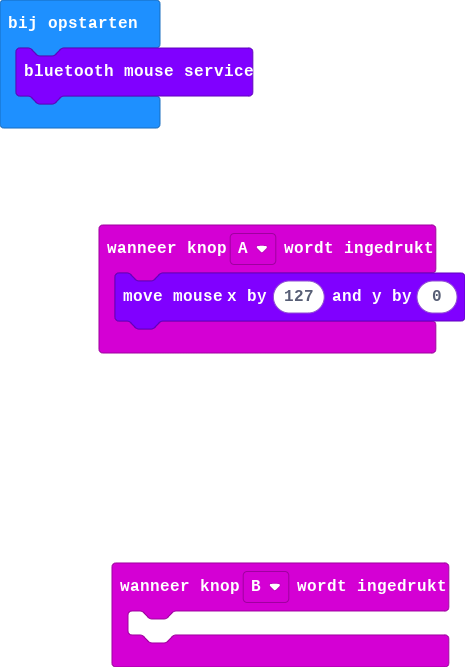 bij opstarten
bluetooth mouse service
wanneer knop A wordt ingedrukt
move mouse x by 127 and y by 0
wanneer knop B wordt ingedrukt